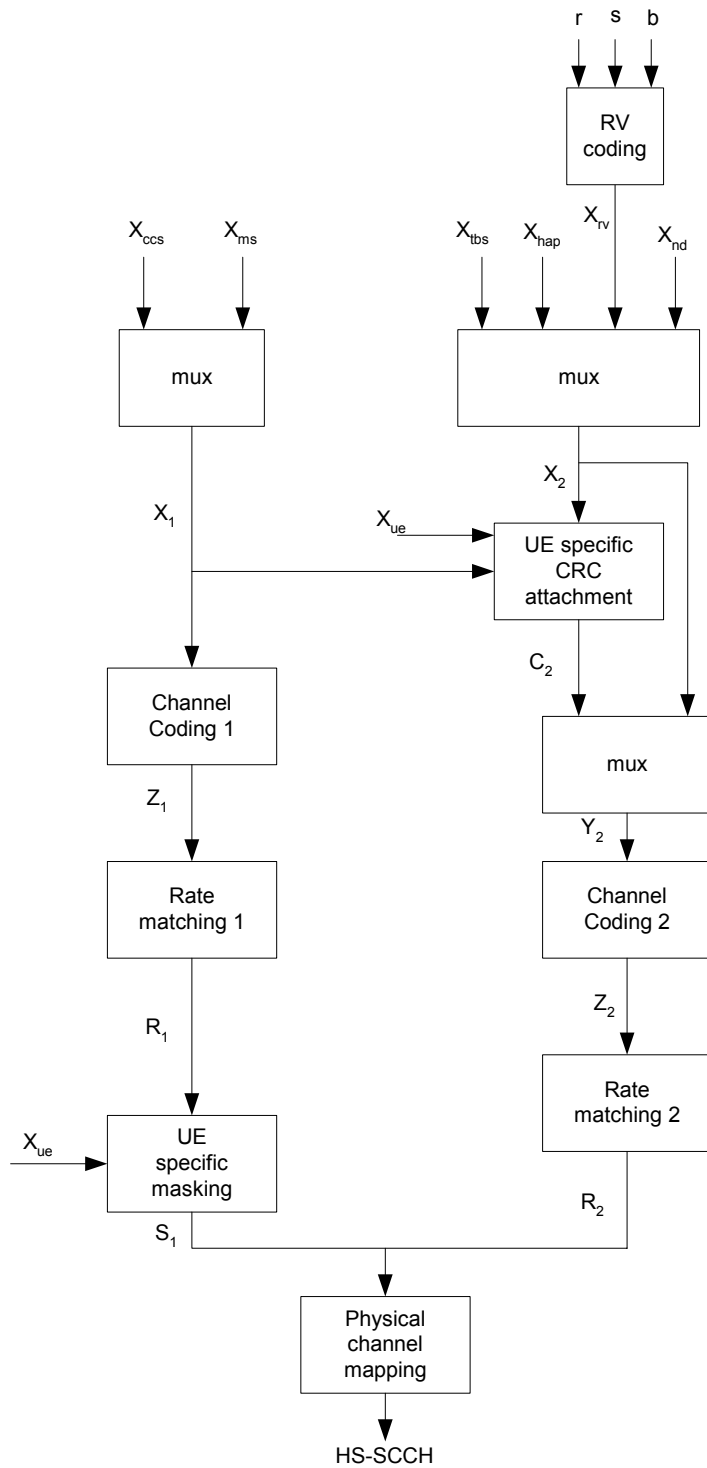 r s b
RV
coding
X_ccs X_ms X_tbs X_hap X_rv X_nd
mux mux
X_1 X_2
X_ue
UE specific
CRC
attachment
C_2
Channel
Coding 1
mux
Z_1 Y_2
Rate
matching 1
Channel
Coding 2
R_1 Z_2
X_ue
UE
specific
masking
Rate
matching 2
S_1 R_2
Physical
channel
mapping
HS-SCCH